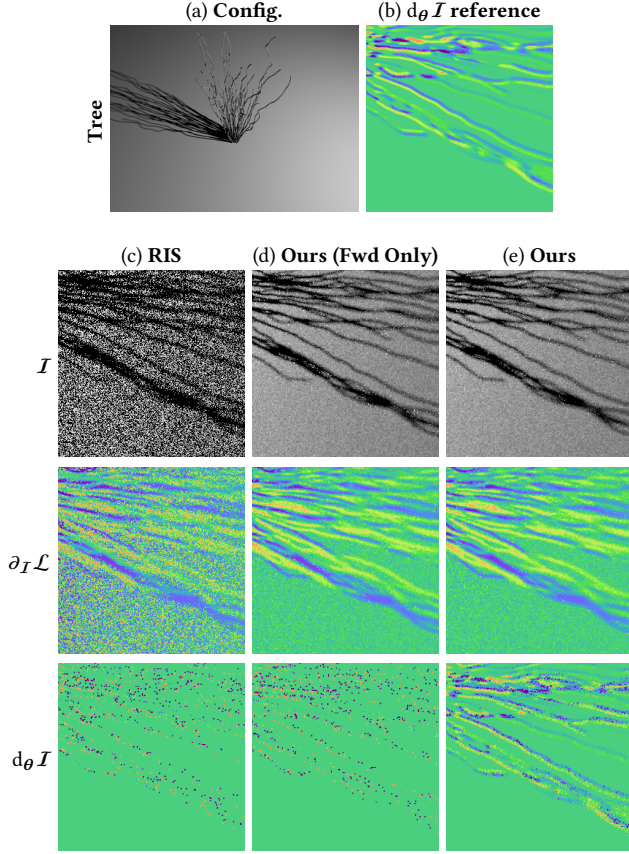 (a) Config.
(b) d𝜽 𝐼 reference
Tree
(c) RIS
(d) Ours (Fwd Only)
(e) Ours
𝐼
∂𝐼 ℒ
d𝜽 𝐼